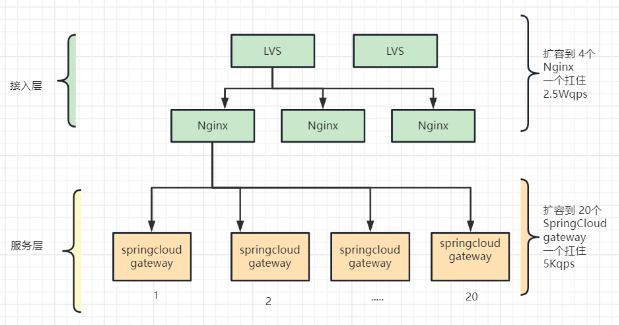 LVS
LVS
接入层
扩容到 4个
Nginx
一个扛住
2.5Wqps
Nginx
Nginx
Nginx
服务层
springcloud
gateway
springcloud
gateway
springcloud
gateway
springcloud
gateway
扩容到 20个
SpringCloud
gateway
一个扛住
5Kqps
1
2
.....
20